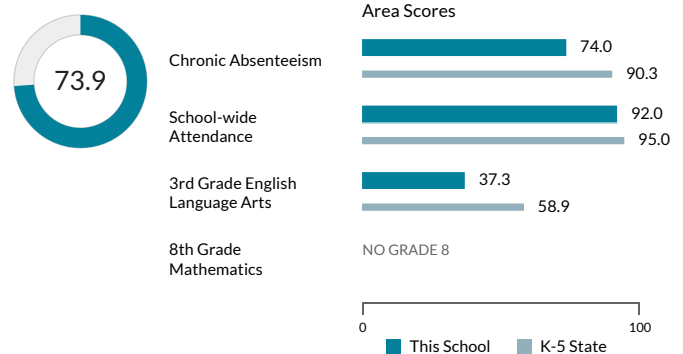 Area Scores
73.9
Chronic Absenteeism
74.0
90.3
School-wide
Attendance
92.0
95.0
3rd Grade English
Language Arts
37.3
58.9
8th Grade
Mathematics
NO GRADE 8
0
100
This School
K-5 State